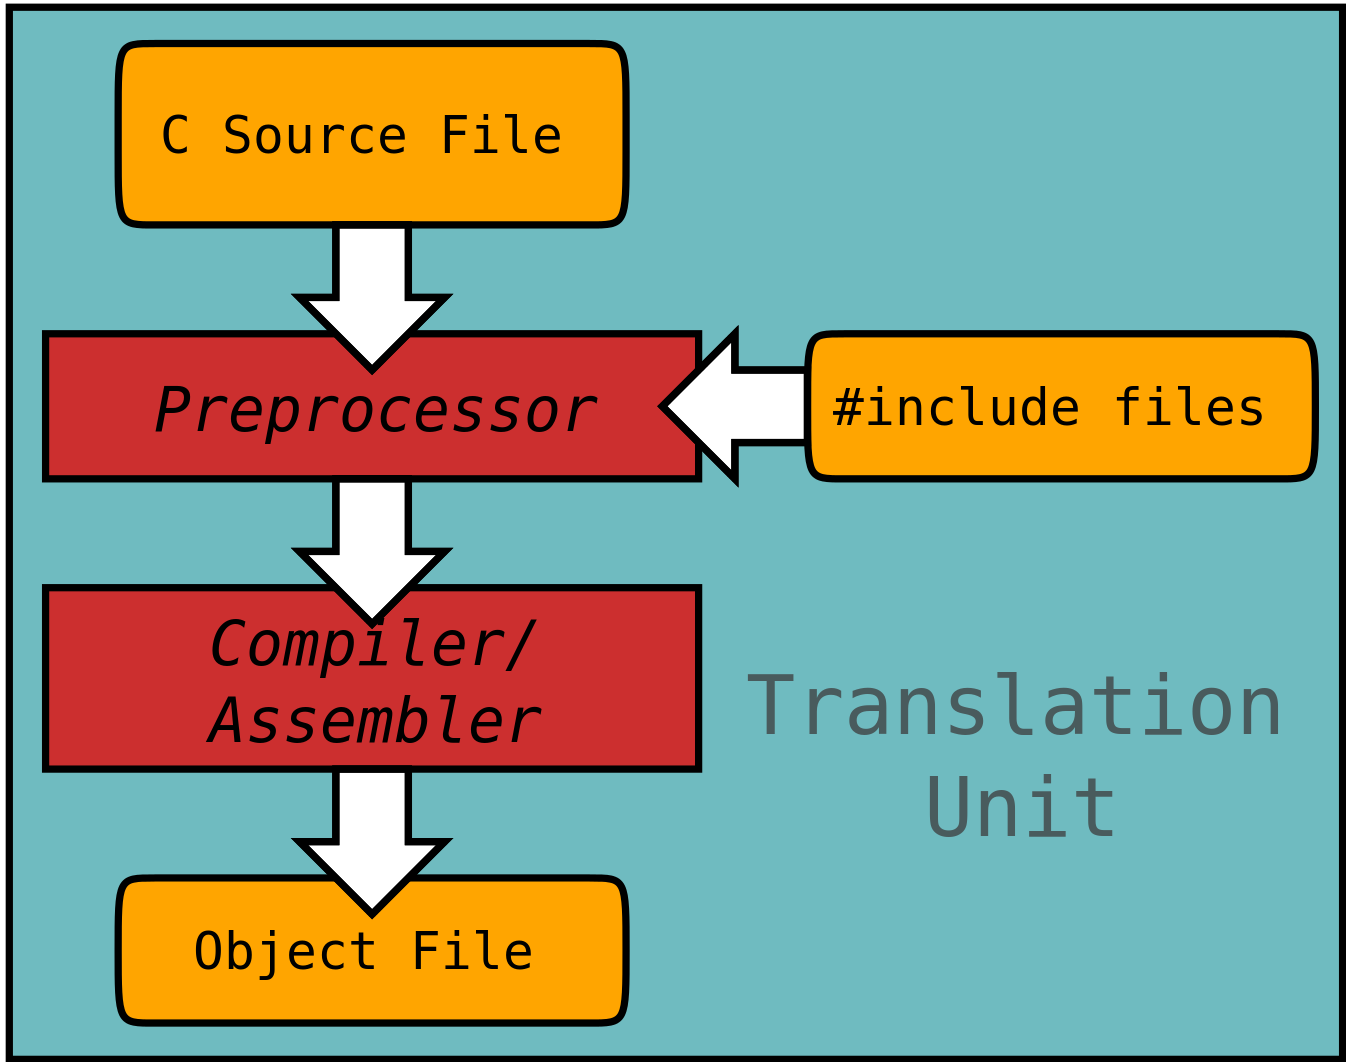 C Source File
Preprocessor
#include files
Compiler/
Assembler
Translation
Unit
Object File